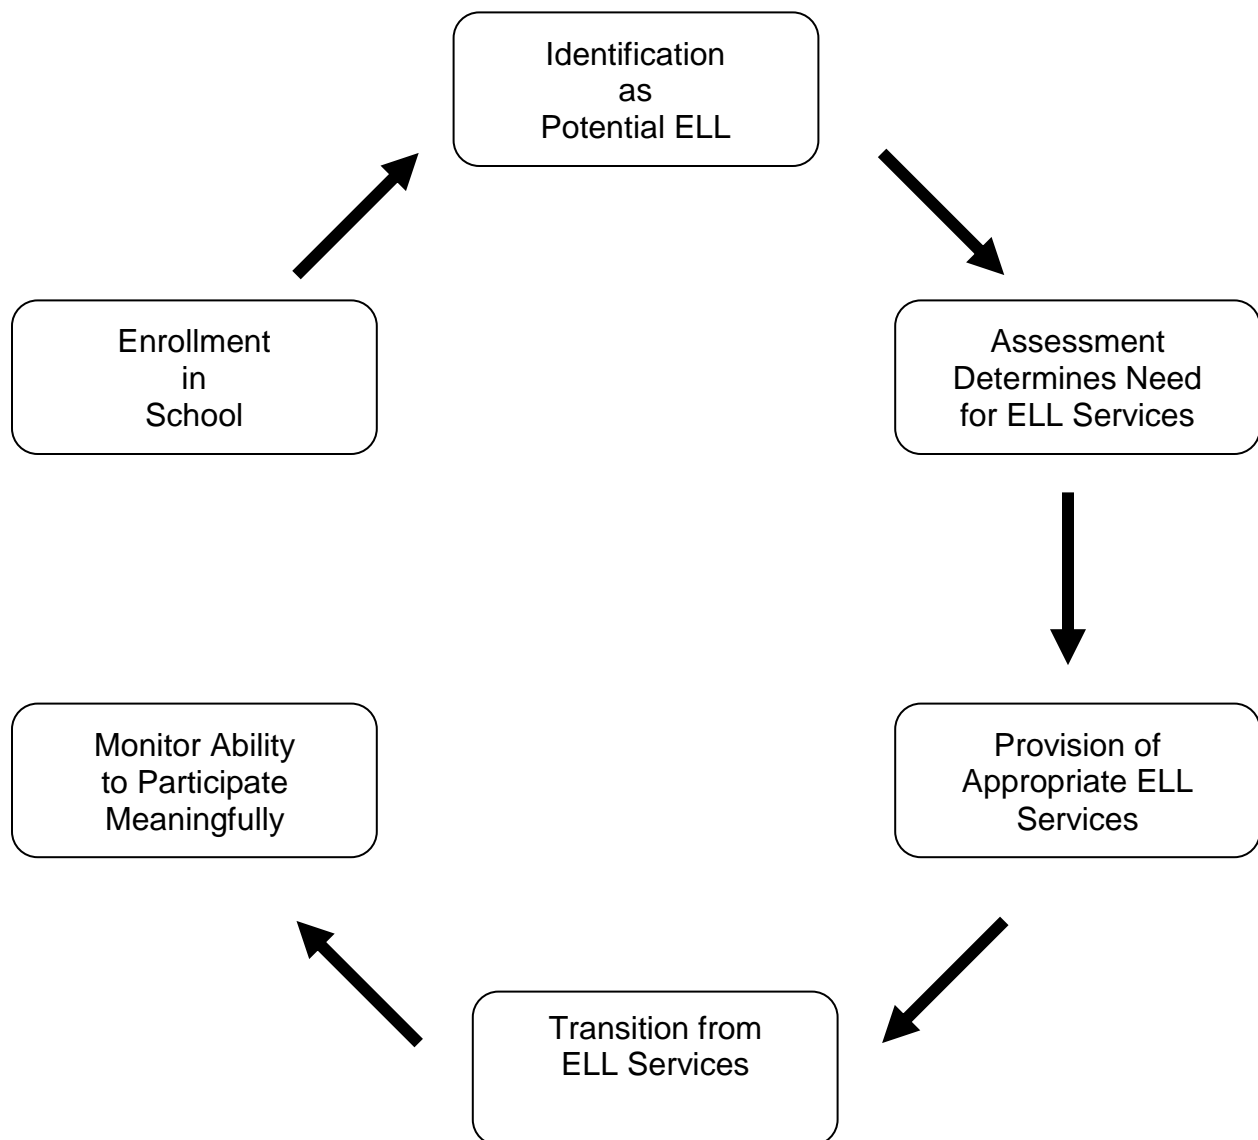 Identification
as
Potential ELL
Enrollment
in
School
Assessment
Determines Need
for ELL Services
Monitor Ability
to Participate
Meaningfully
Provision of
Appropriate ELL
Services
Transition from
ELL Services